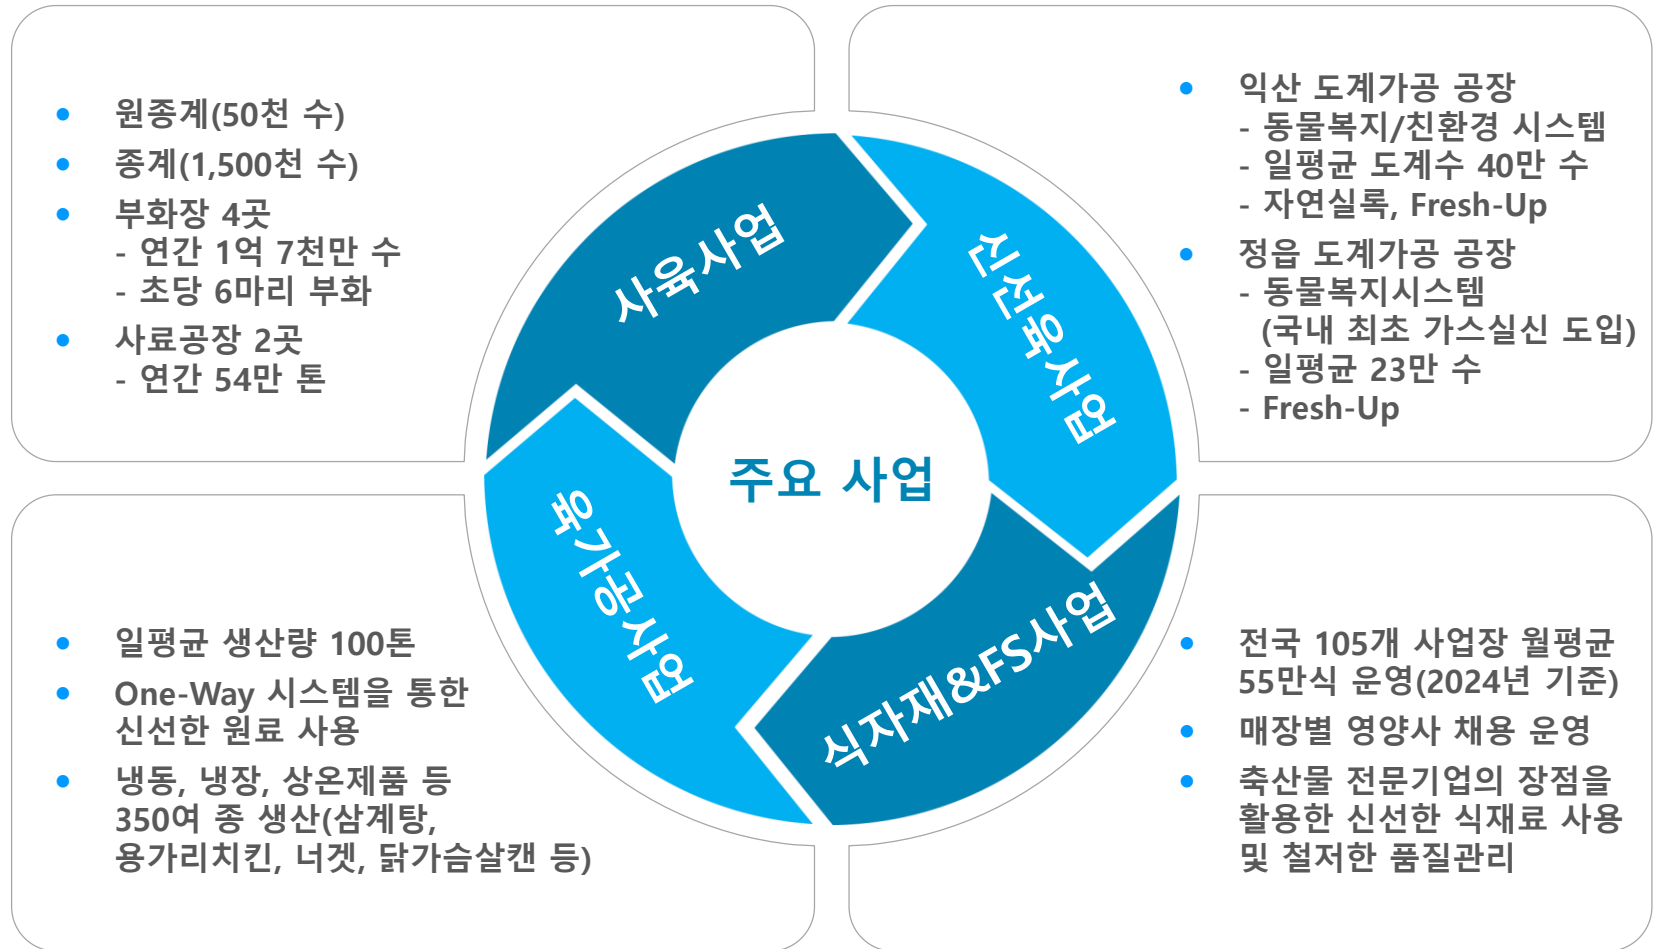 원종계(50천 수)
종계(1,500천 수)
부화장 4곳
- 연간 1억 7천만 수
- 초당 6마리 부화
사료공장 2곳
- 연간 54만 톤
익산 도계가공 공장
- 동물복지/친환경 시스템
- 일평균 도계수 40만 수
- 자연실록, Fresh-Up
정읍 도계가공 공장
- 동물복지시스템
(국내 최초 가스실신 도입)
- 일평균 23만 수
- Fresh-Up
사육사업
신선육사업
주요 사업
육가공사업
식자재&FS사업
일평균 생산량 100톤
One-Way 시스템을 통한
신선한 원료 사용
냉동, 냉장, 상온제품 등
350여 종 생산(삼계탕,
용가리치킨, 너겟, 닭가슴살캔 등)
전국 105개 사업장 월평균
55만식 운영(2024년 기준)
매장별 영양사 채용 운영
축산물 전문기업의 장점을
활용한 신선한 식재료 사용
및 철저한 품질관리